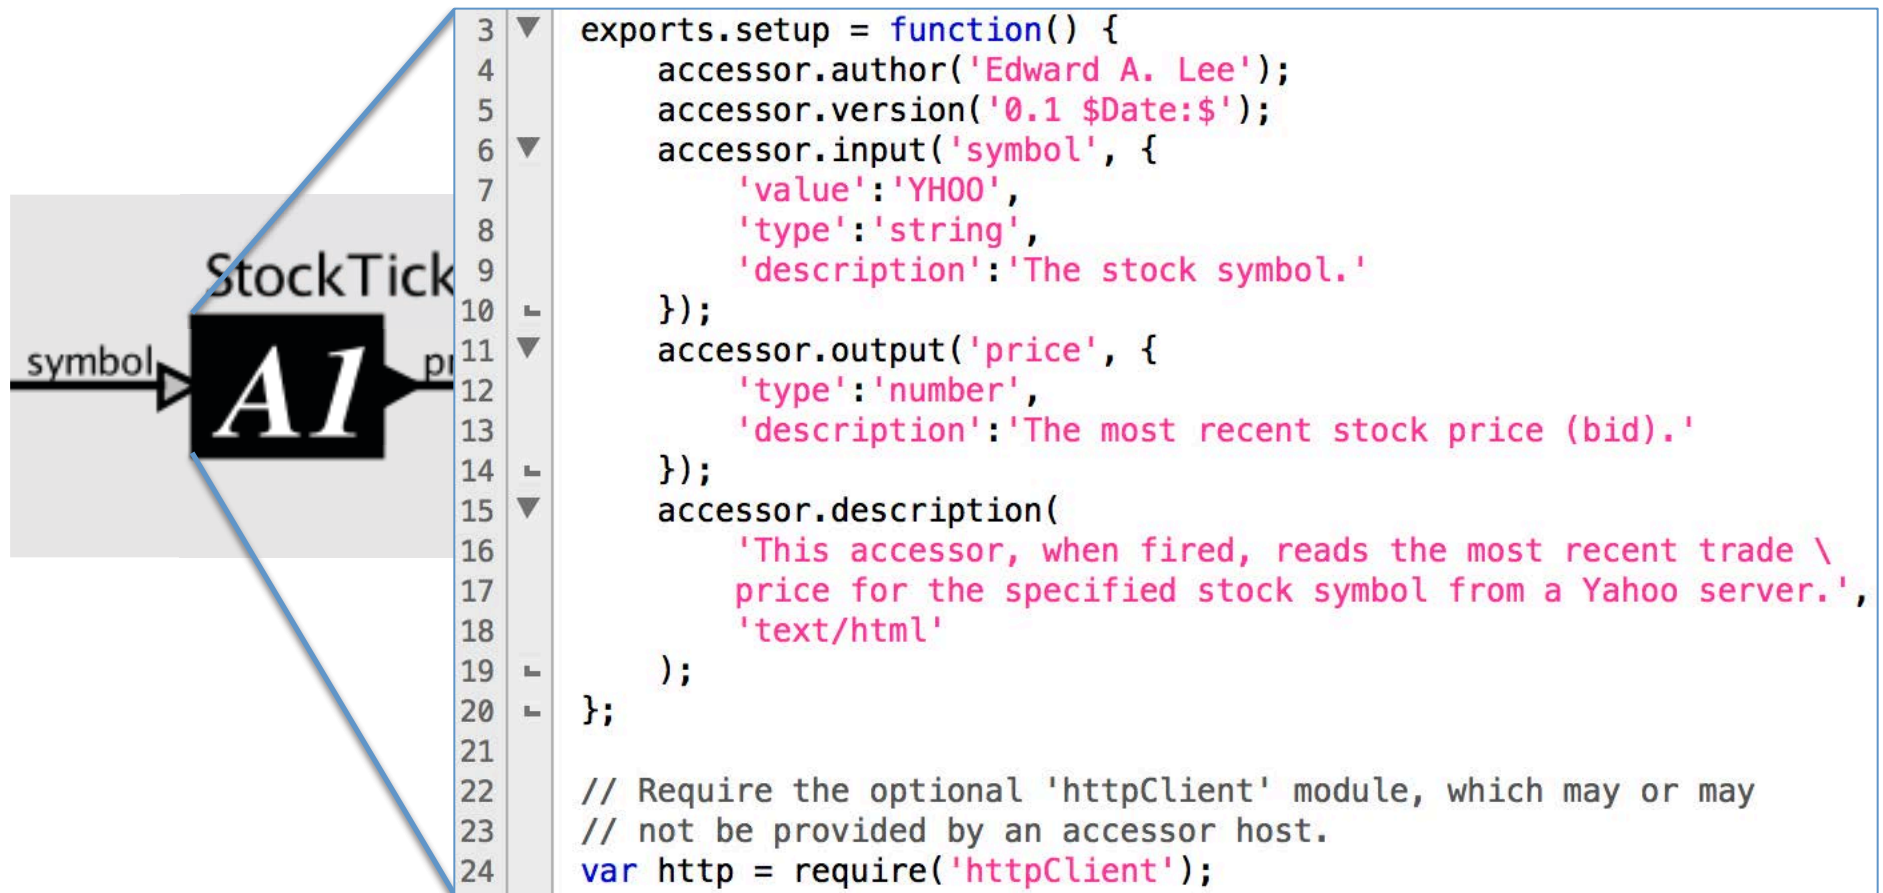 StockTick
symbol
A1
pr
3 exports.setup = function() {
4 accessor.author('Edward A. Lee');
5 accessor.version('0.1 $Date:$');
6 accessor.input('symbol', {
7 'value':'YHOO',
8 'type':'string',
9 'description':'The stock symbol.'
10 });
11 accessor.output('price', {
12 'type':'number',
13 'description':'The most recent stock price (bid).'
14 });
15 accessor.description(
16 'This accessor, when fired, reads the most recent trade \
17 price for the specified stock symbol from a Yahoo server.',
18 'text/html'
19 );
20 };
21
22 // Require the optional 'httpClient' module, which may or may
23 // not be provided by an accessor host.
24 var http = require('httpClient');